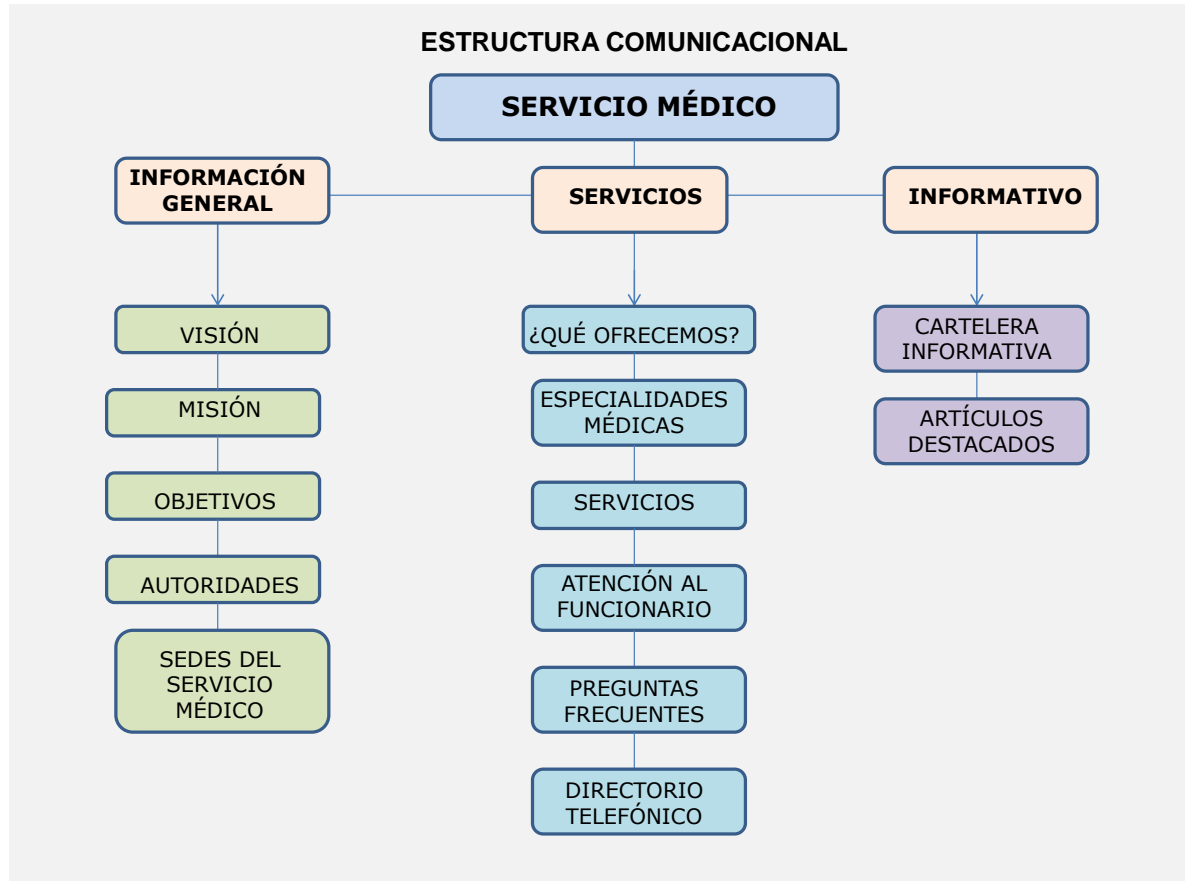 ESTRUCTURA COMUNICACIONAL
SERVICIO MÉDICO
INFORMACIÓN
GENERAL
SERVICIOS
INFORMATIVO
VISIÓN
MISIÓN
OBJETIVOS
AUTORIDADES
SEDES DEL
SERVICIO
MÉDICO
¿QUÉ OFRECEMOS?
ESPECIALIDADES
MÉDICAS
SERVICIOS
ATENCIÓN AL
FUNCIONARIO
PREGUNTAS
FRECUENTES
DIRECTORIO
TELEFÓNICO
CARTELERA
INFORMATIVA
ARTÍCULOS
DESTACADOS